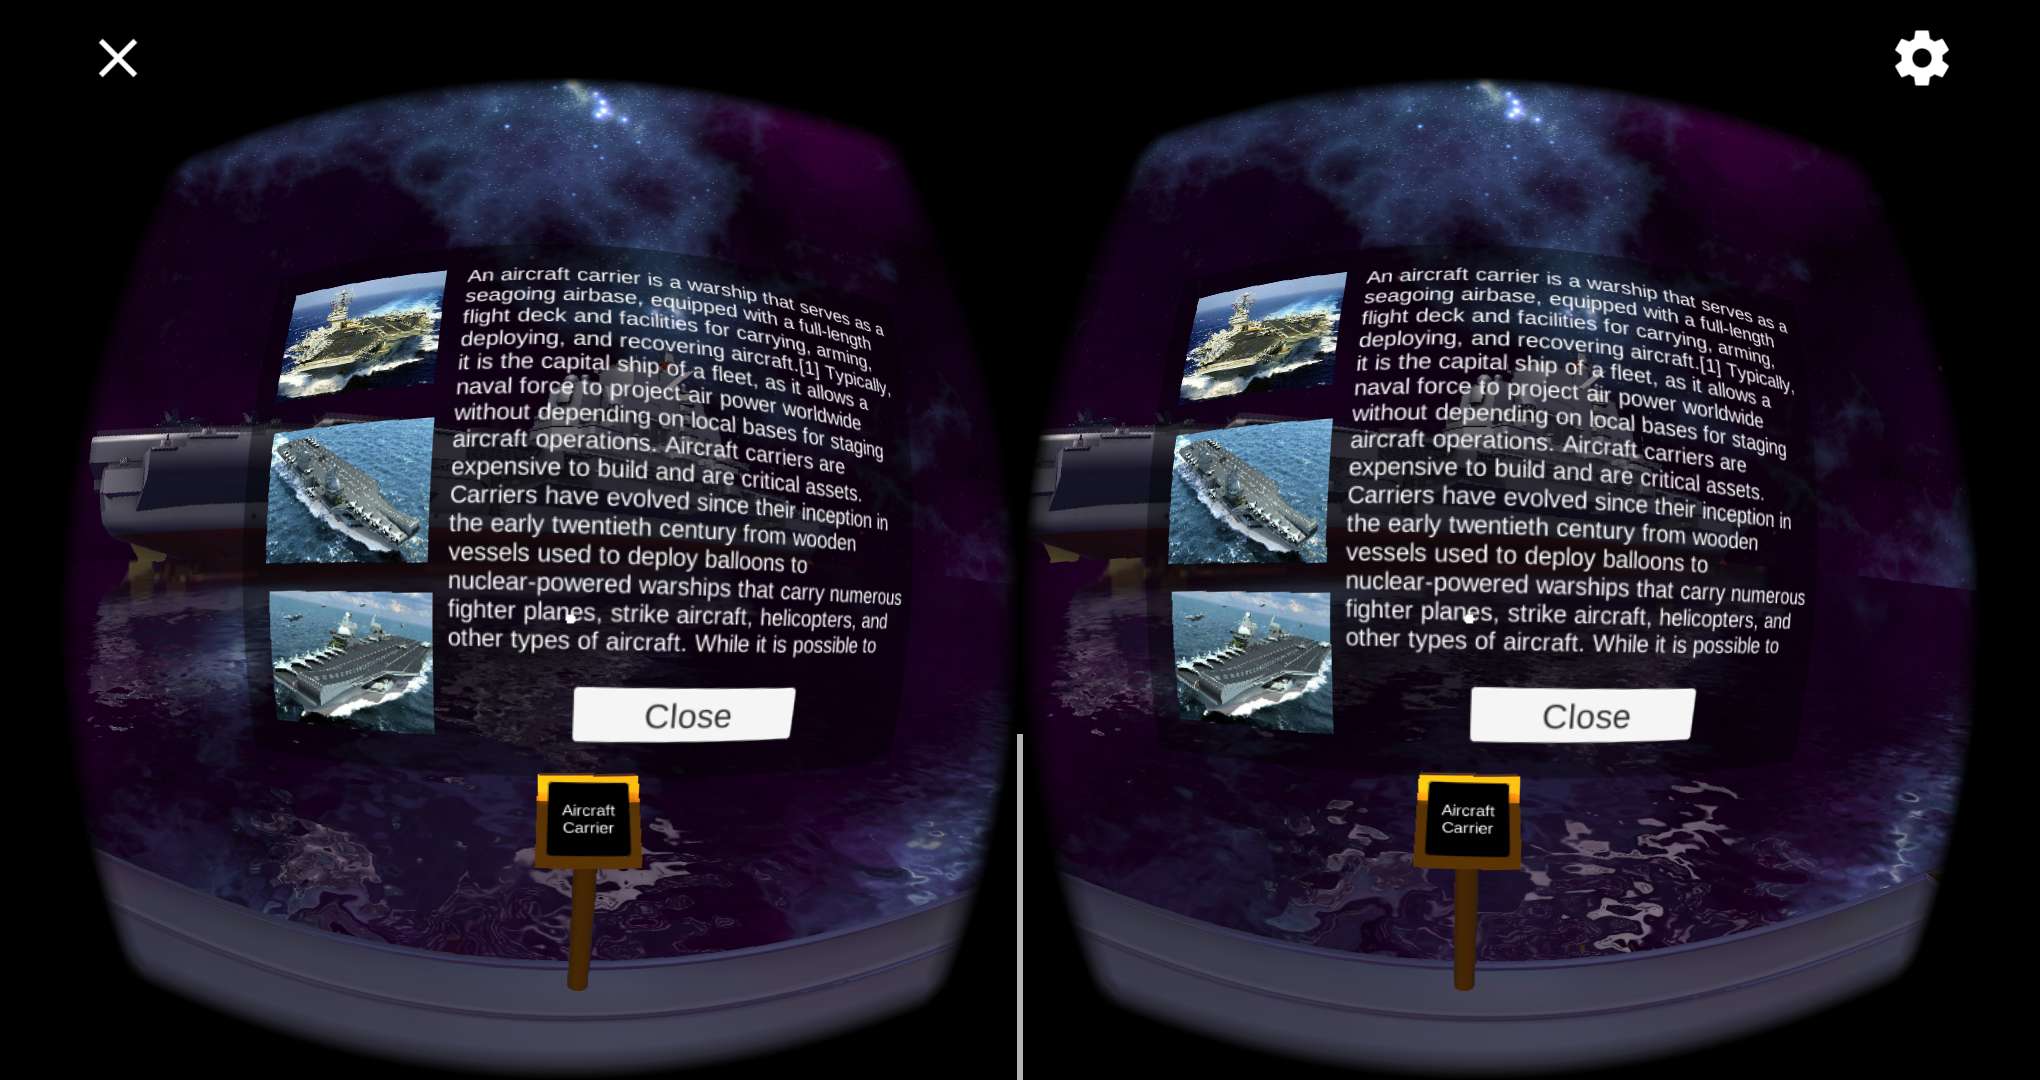 An aircraft carrier is a warship that serves as a
seagoing airbase, equipped with a full-length
flight deck and facilities for carrying, arming,
deploying, and recovering aircraft.[1] Typically,
it is the capital ship of a fleet, as it allows a
naval force to project air power worldwide
without depending on local bases for staging
aircraft operations. Aircraft carriers are
expensive to build and are critical assets.
Carriers have evolved since their inception in
the early twentieth century from wooden
vessels used to deploy balloons to
nuclear-powered warships that carry numerous
fighter planes, strike aircraft, helicopters, and
other types of aircraft. While it is possible to
Close
Aircraft
Carrier
An aircraft carrier is a warship that serves as a
seagoing airbase, equipped with a full-length
flight deck and facilities for carrying, arming,
deploying, and recovering aircraft.[1] Typically,
it is the capital ship of a fleet, as it allows a
naval force to project air power worldwide
without depending on local bases for staging
aircraft operations. Aircraft carriers are
expensive to build and are critical assets.
Carriers have evolved since their inception in
the early twentieth century from wooden
vessels used to deploy balloons to
nuclear-powered warships that carry numerous
fighter planes, strike aircraft, helicopters, and
other types of aircraft. While it is possible to
Close
Aircraft
Carrier